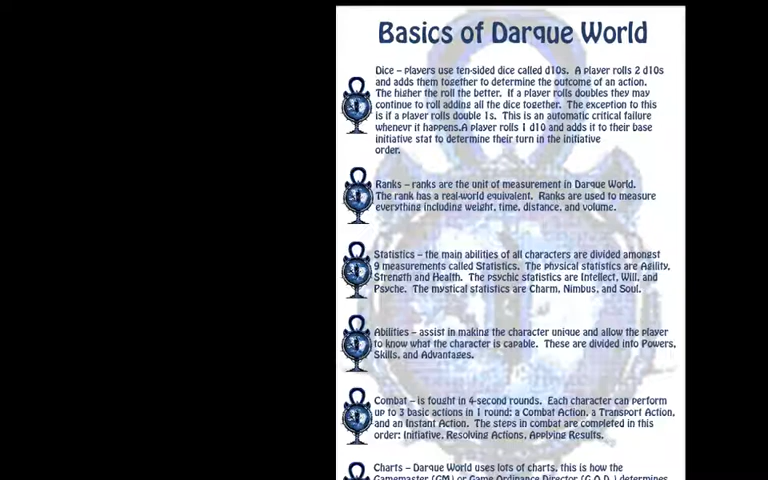 Basics of Darque World
Dice – players use ten-sided dice called d10s. A player rolls 2 d10s
and adds them together to determine the outcome of an action.
The higher the roll the better. If a player rolls doubles they may
continue to roll adding all the dice together. The exception to this
is if a player rolls double 1s. This is an automatic critical failure
whenevr it happens.A player rolls 1 d10 and adds it to their base
initiative stat to determine their turn in the initiative
order.
Ranks – ranks are the unit of measurement in Darque World.
The rank has a real-world equivalent. Ranks are used to measure
everything including weight, time, distance, and volume.
Statistics – the main abilities of all characters are divided amongst
9 measurements called Statistics. The physical statistics are Agility,
Strength and Health. The psychic statistics are Intellect, Will, and
Psyche. The mystical statistics are Charm, Nimbus, and Soul.
Abilities – assist in making the character unique and allow the player
to know what the character is capable. These are divided into Powers,
Skills, and Advantages.
Combat – is fought in 4-second rounds. Each character can perform
up to 3 basic actions in 1 round: a Combat Action, a Transport Action,
and an Instant Action. The steps in combat are completed in this
order: Initiative, Resolving Actions, Applying Results.
Charts – Darque World uses lots of charts, this is how the
Gamemaster (GM) or Game Ordinance Director (G.O.D.) determines